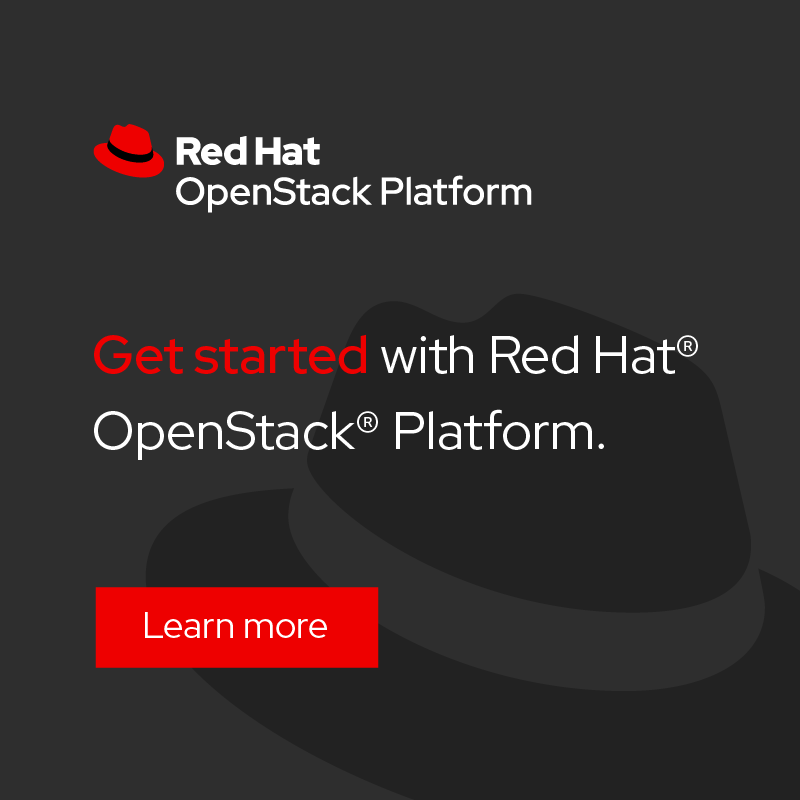 Red Hat
OpenStack Platform
Get started with Red Hat®
OpenStack® Platform.
Learn more